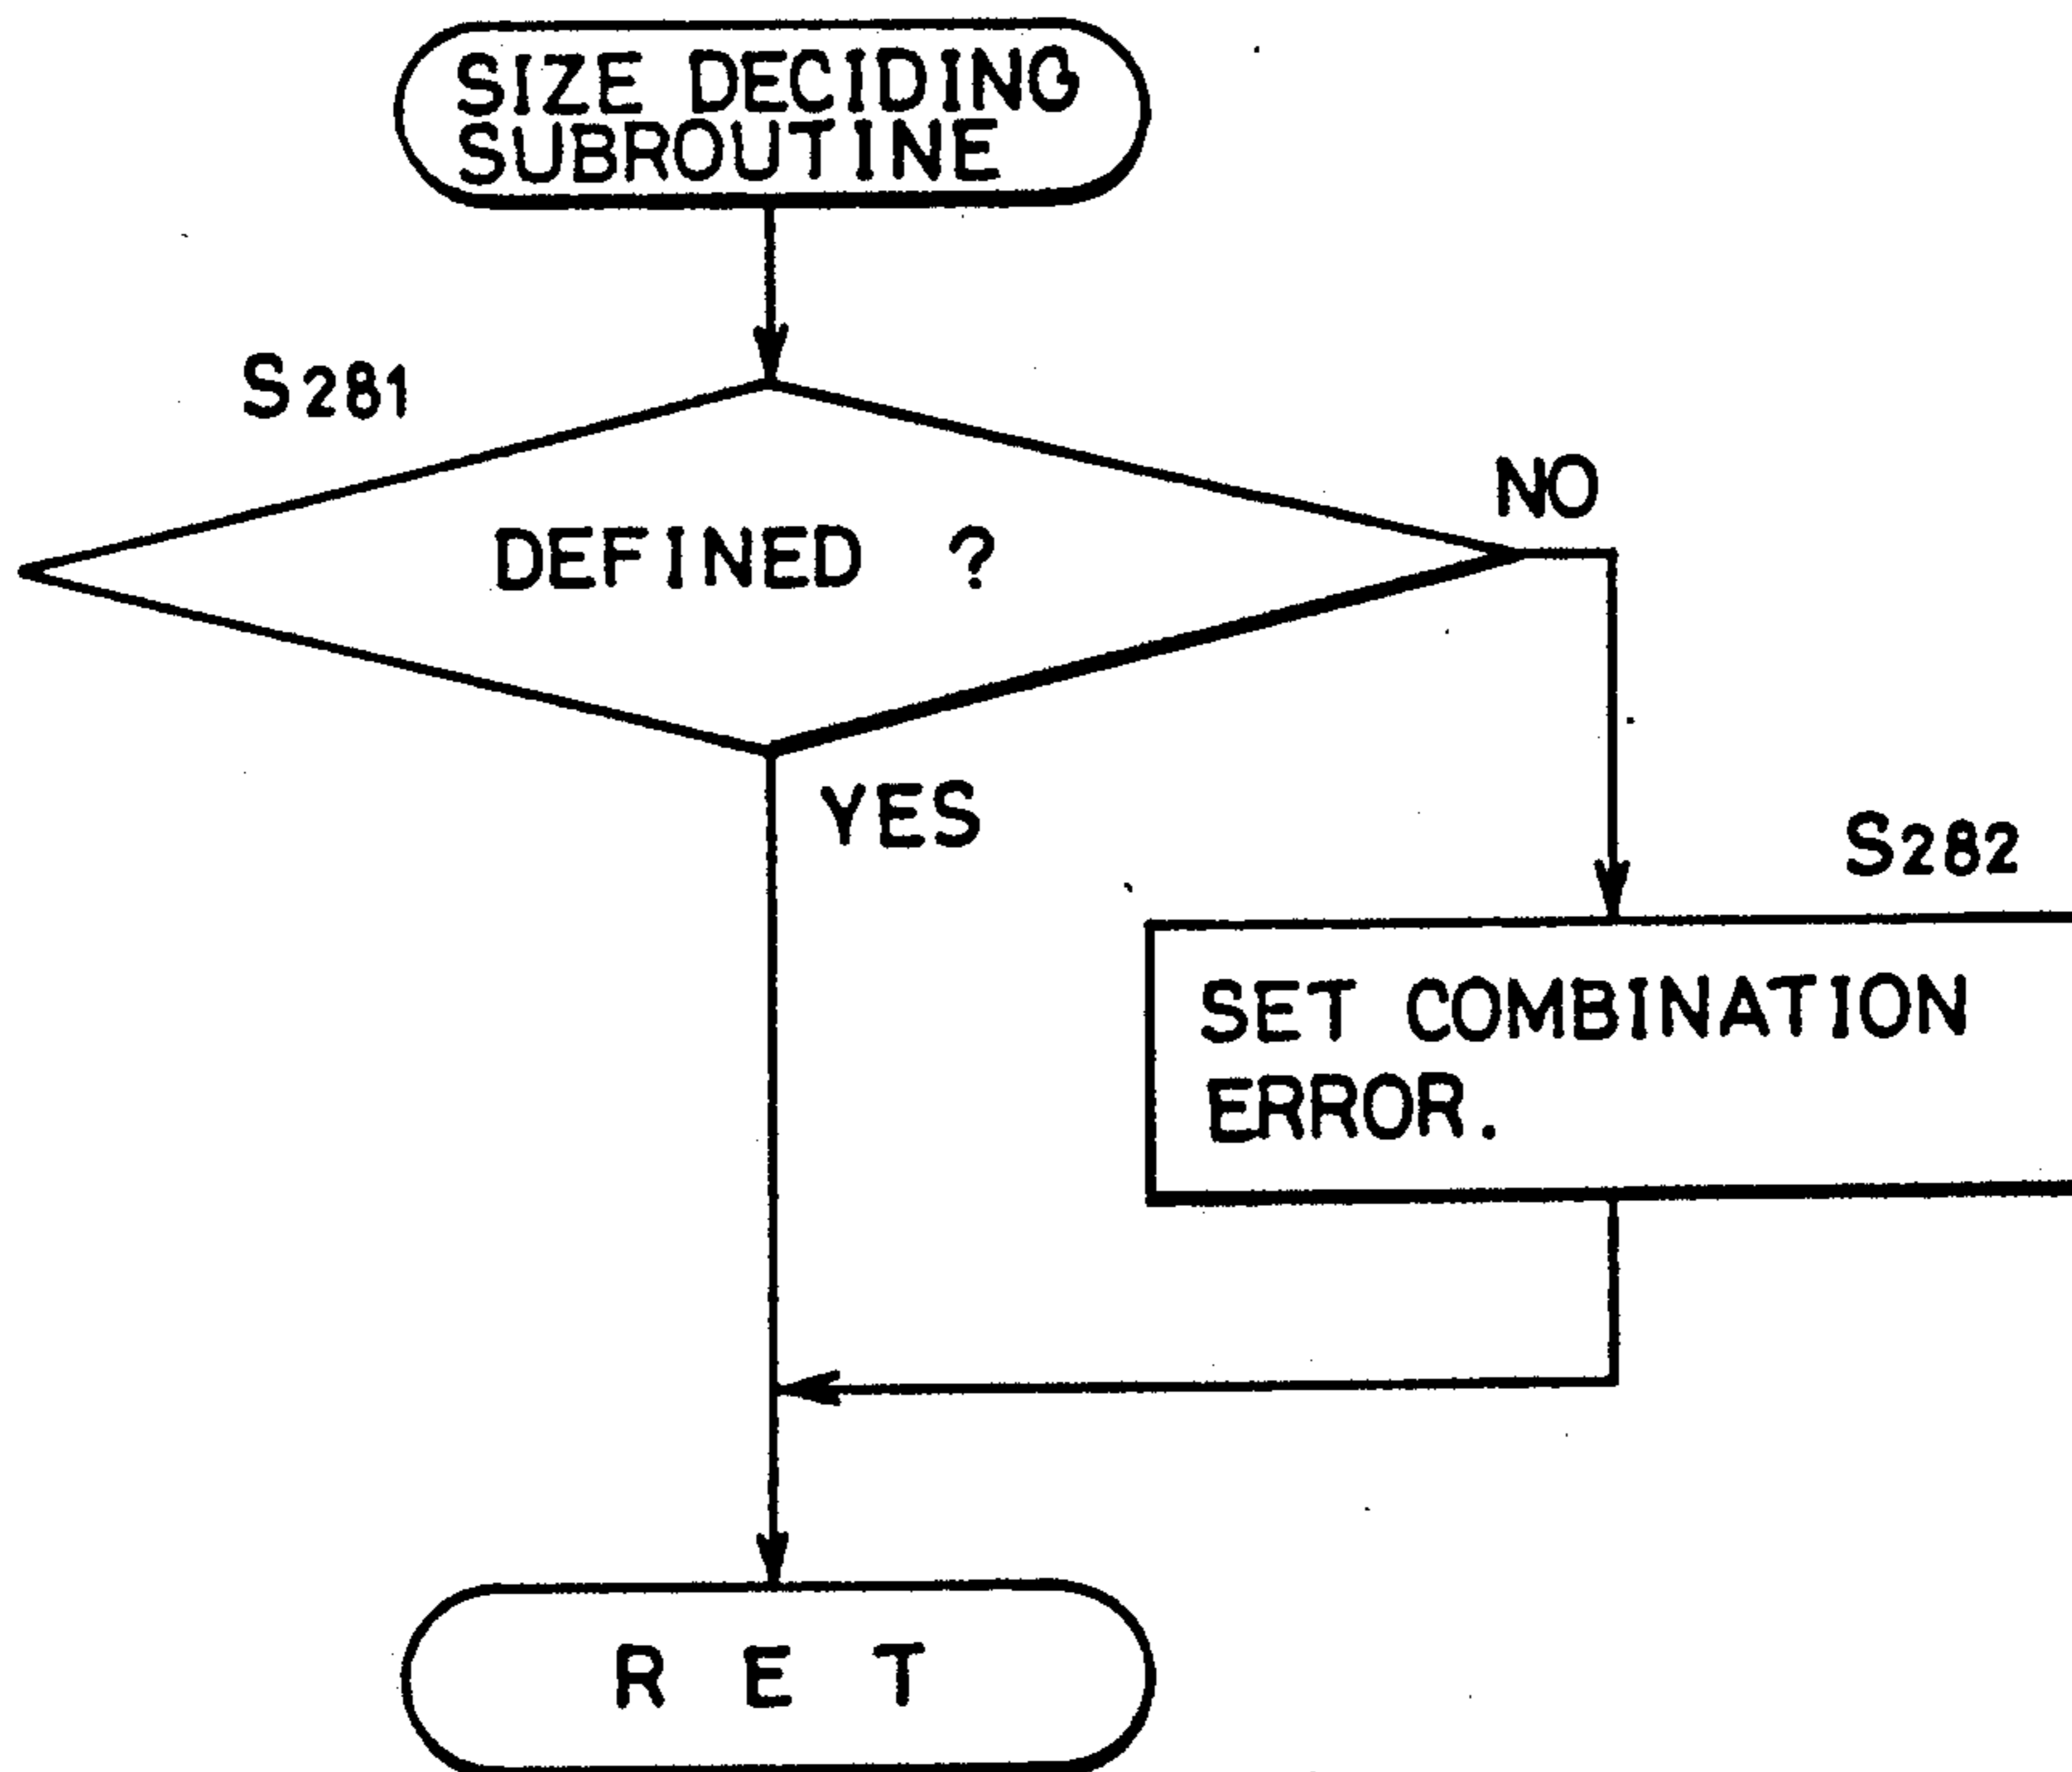 SIZE DECIDING
SUBROUTINE
S281
DEFINED ?
NO
YES
S282
SET COMBINATION
ERROR.
R E T